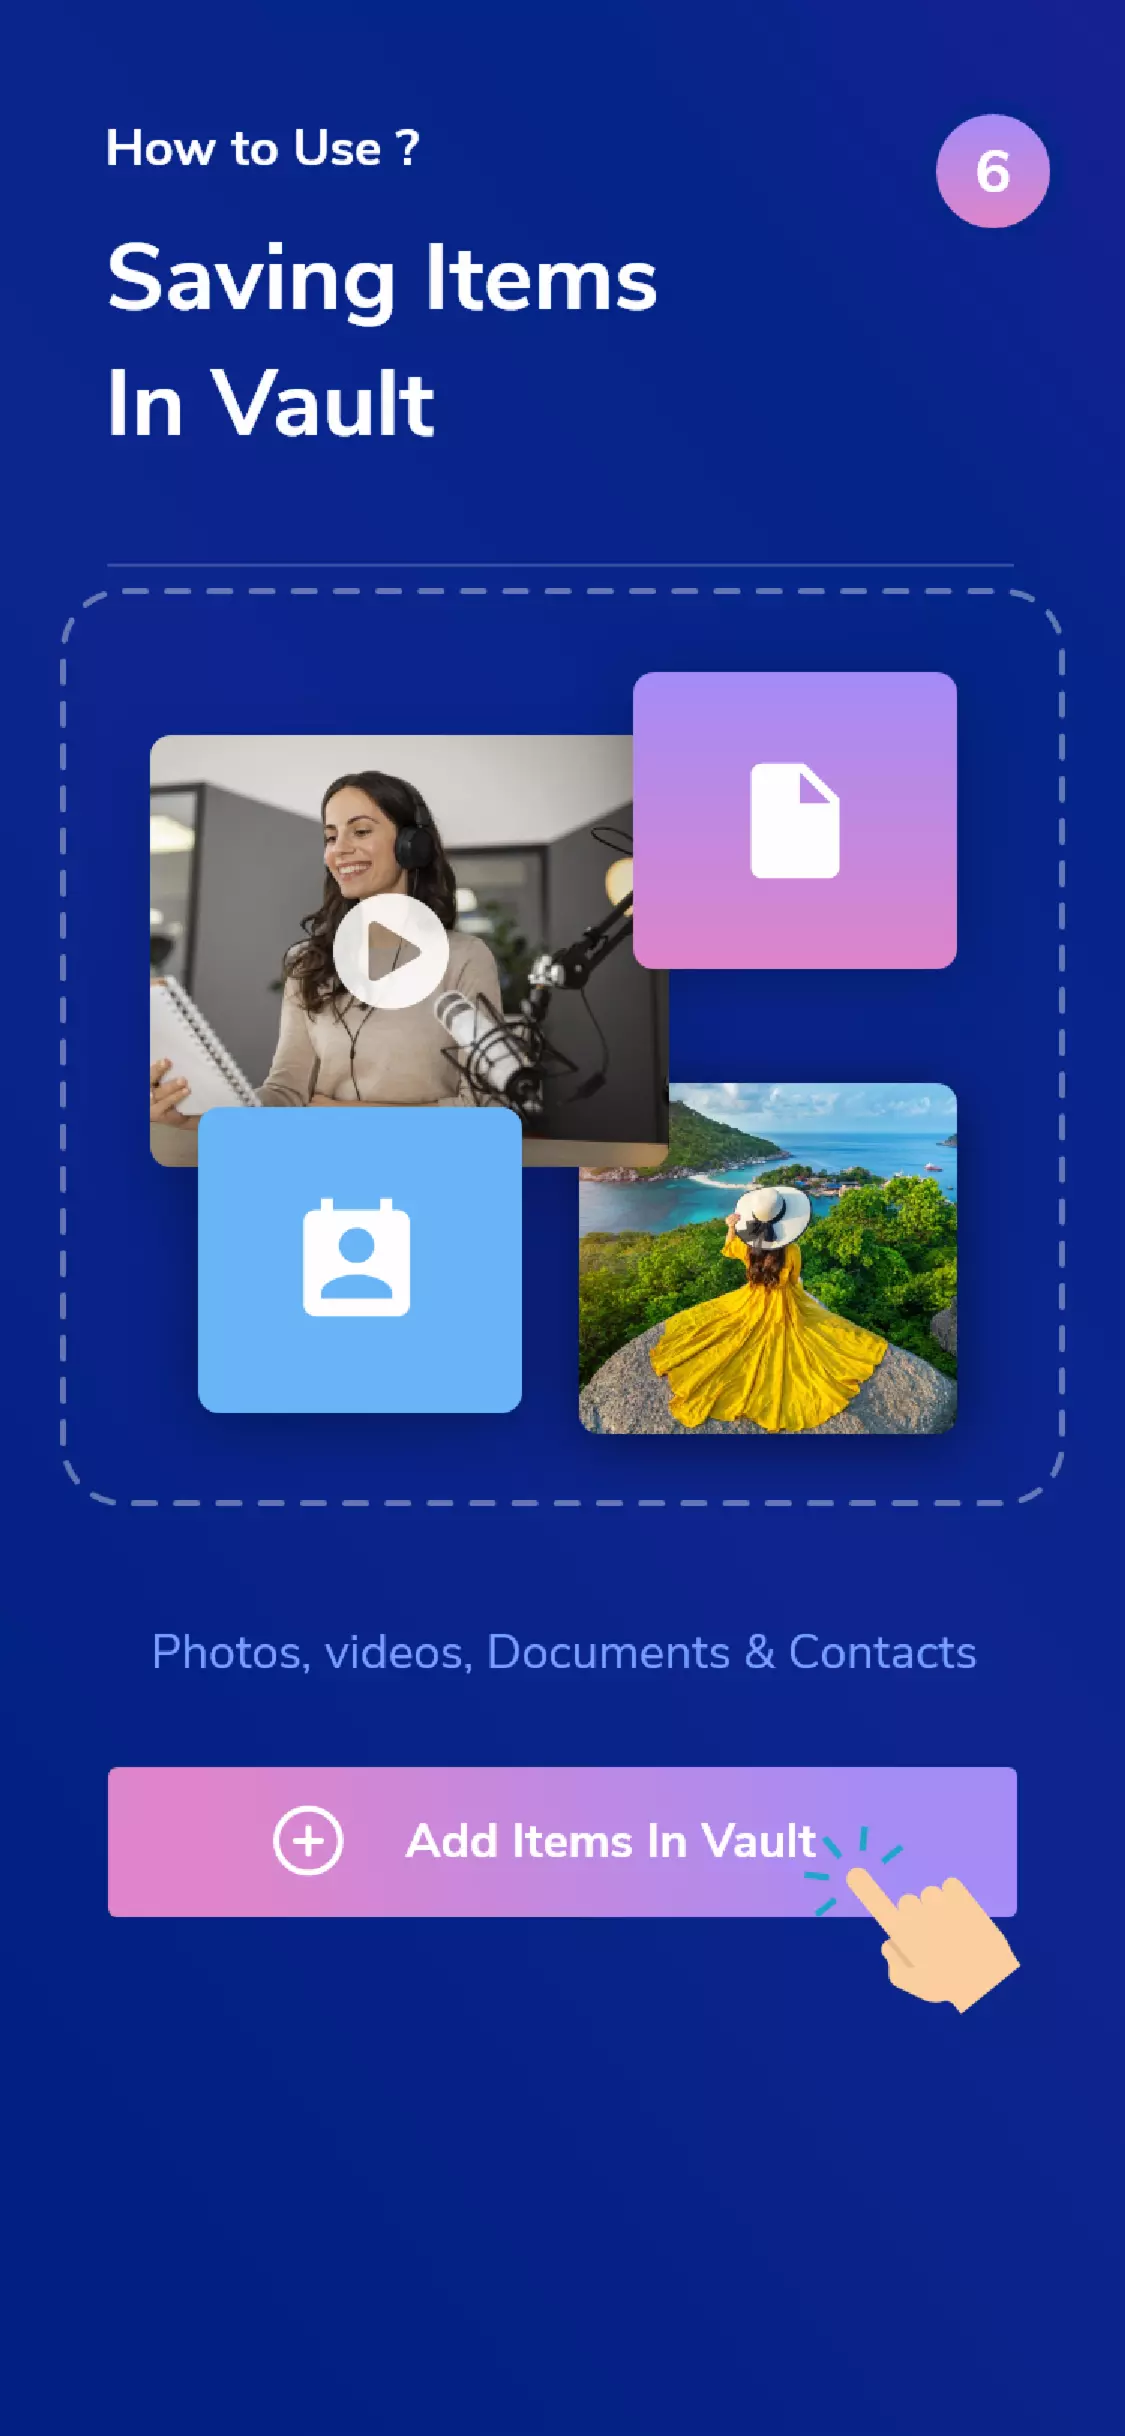 How to Use ?
6
Saving Items
In Vault
Photos, videos, Documents & Contacts
Add Items In Vault